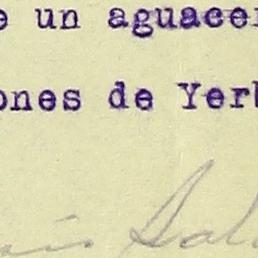 e un aguacer
ones de Yerb